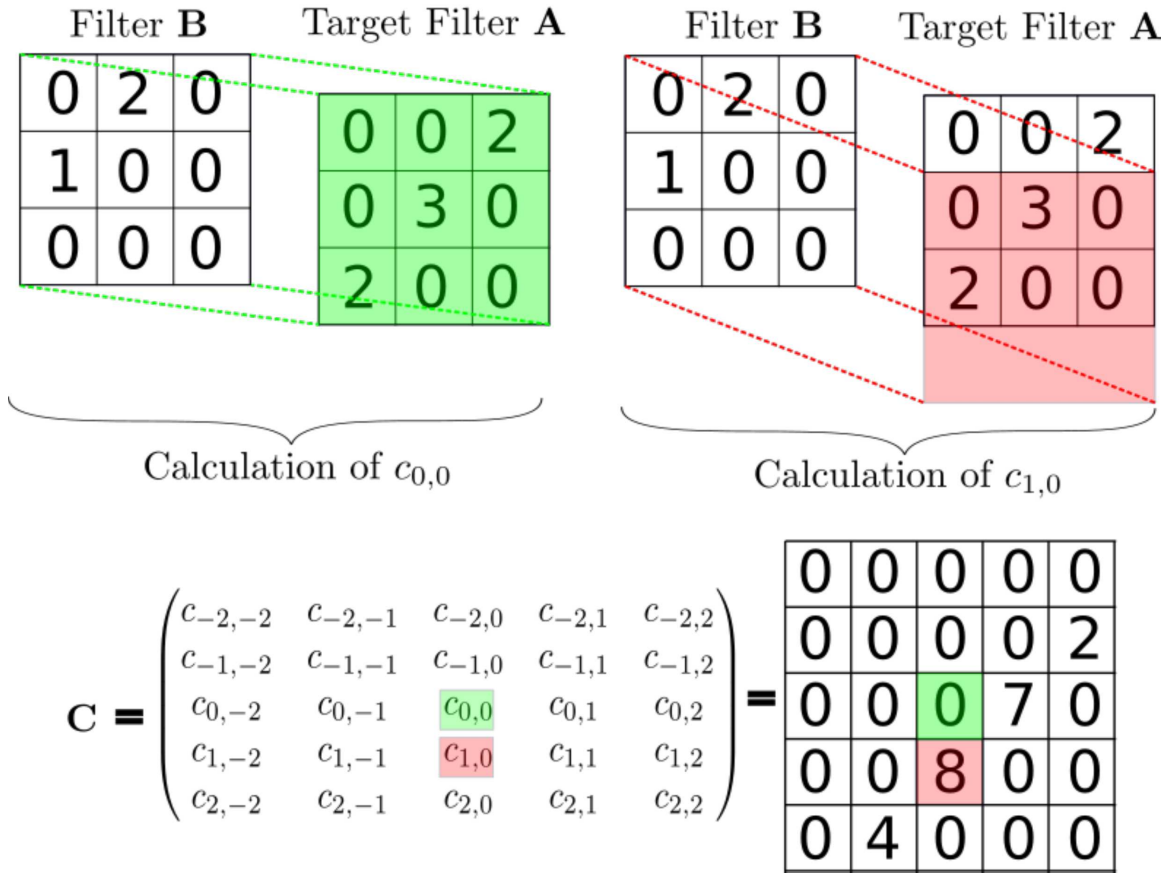 Filter B
Target Filter A
0 2 0
1 0 0
0 0 0
0 0 2
0 3 0
2 0 0
Calculation of c0,0
Filter B
Target Filter A
0 2 0
1 0 0
0 0 0
0 0 2
0 3 0
2 0 0
Calculation of c1,0
C =
c−2,−2 c−2,−1 c−2,0 c−2,1 c−2,2
c−1,−2 c−1,−1 c−1,0 c−1,1 c−1,2
c0,−2 c0,−1 c0,0 c0,1 c0,2
c1,−2 c1,−1 c1,0 c1,1 c1,2
c2,−2 c2,−1 c2,0 c2,1 c2,2
=
0 0 0 0 0
0 0 0 0 2
0 0 0 7 0
0 0 8 0 0
0 4 0 0 0